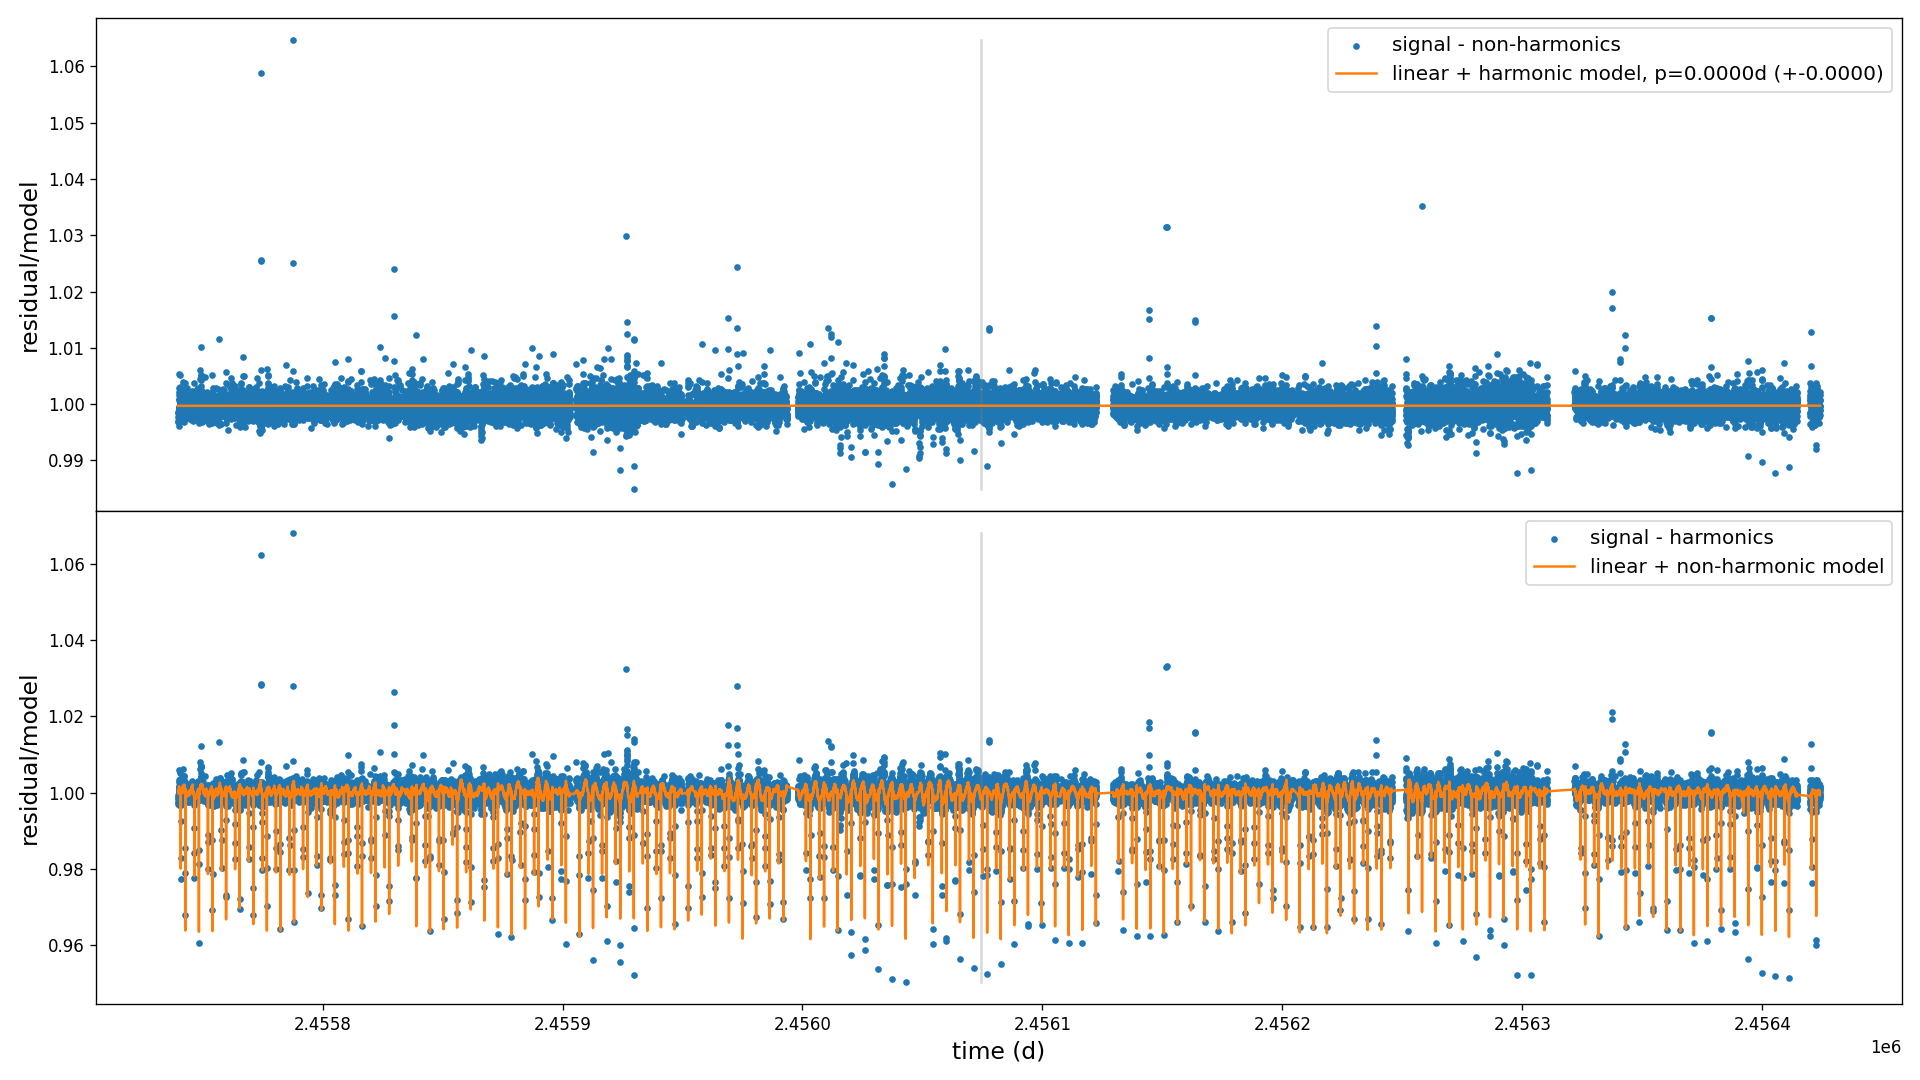 signal - non-harmonics
linear + harmonic model, p=0.0000d (+-0.0000)
residual/model
1.06
1.05
1.04
1.03
1.02
1.01
1.00
0.99
signal - harmonics
linear + non-harmonic model
residual/model
1.06
1.04
1.02
1.00
0.98
0.96
2.4558
2.4559
2.4560
2.4561
2.4562
2.4563
2.4564
time (d)
1e6